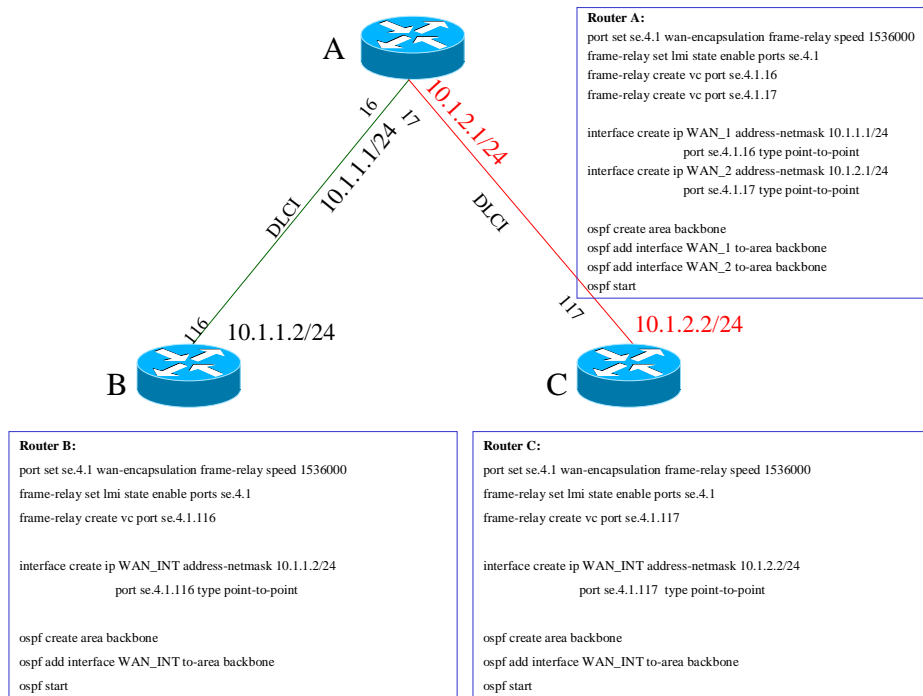 A
16
17
10.1.2.1/24
10.1.1.1/24
DLCI
DLCI
116
117
10.1.1.2/24
10.1.2.2/24
B
C
Router A:
port set se.4.1 wan-encapsulation frame-relay speed 1536000
frame-relay set lmi state enable ports se.4.1
frame-relay create vc port se.4.1.16
frame-relay create vc port se.4.1.17
interface create ip WAN_1 address-netmask 10.1.1.1/24
port se.4.1.16 type point-to-point
interface create ip WAN_2 address-netmask 10.1.2.1/24
port se.4.1.17 type point-to-point
ospf create area backbone
ospf add interface WAN_1 to-area backbone
ospf add interface WAN_2 to-area backbone
ospf start
Router B:
port set se.4.1 wan-encapsulation frame-relay speed 1536000
frame-relay set lmi state enable ports se.4.1
frame-relay create vc port se.4.1.116
interface create ip WAN_INT address-netmask 10.1.1.2/24
port se.4.1.116 type point-to-point
ospf create area backbone
ospf add interface WAN_INT to-area backbone
ospf start
Router C:
port set se.4.1 wan-encapsulation frame-relay speed 1536000
frame-relay set lmi state enable ports se.4.1
frame-relay create vc port se.4.1.117
interface create ip WAN_INT address-netmask 10.1.2.2/24
port se.4.1.117 type point-to-point
ospf create area backbone
ospf add interface WAN_INT to-area backbone
ospf start